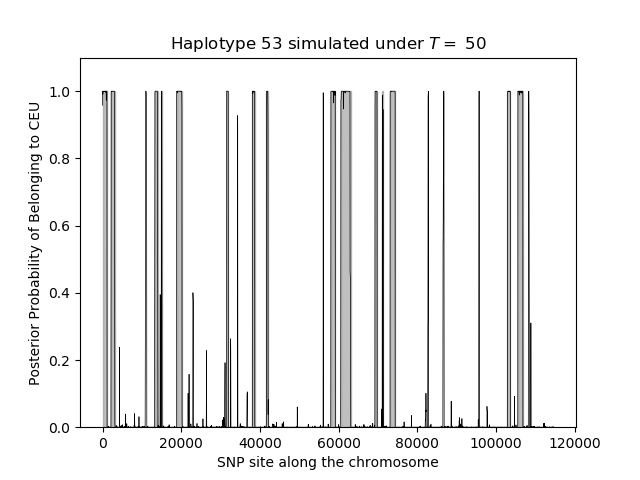 Haplotype 53 simulated under T = 50
Posterior Probability of Belonging to CEU
1.0
0.8
0.6
0.4
0.2
0.0
0 20000 40000 60000 80000 100000 120000
SNP site along the chromosome